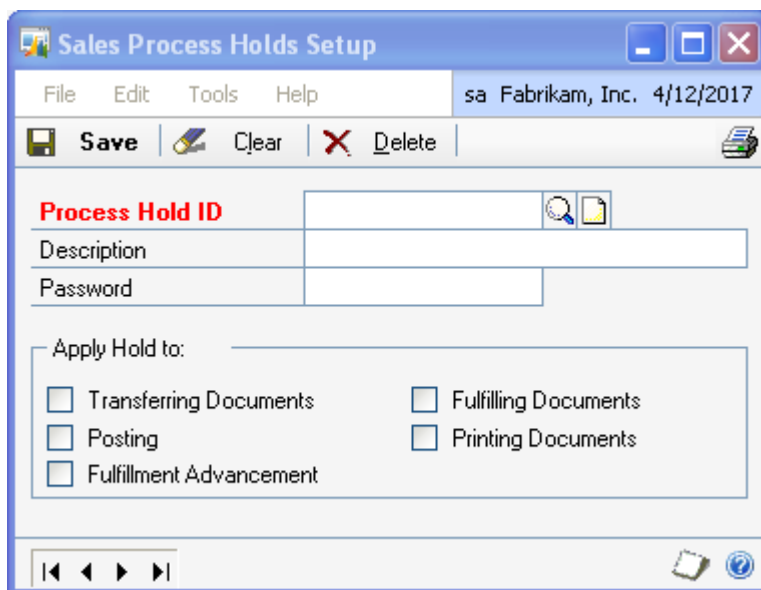 Sales Process Holds Setup
File Edit Tools Help sa Fabrikam, Inc. 4/12/2017
Save Clear Delete
Process Hold ID
Description
Password
Apply Hold to:
Transferring Documents Fulfilling Documents
Posting Printing Documents
Fulfillment Advancement